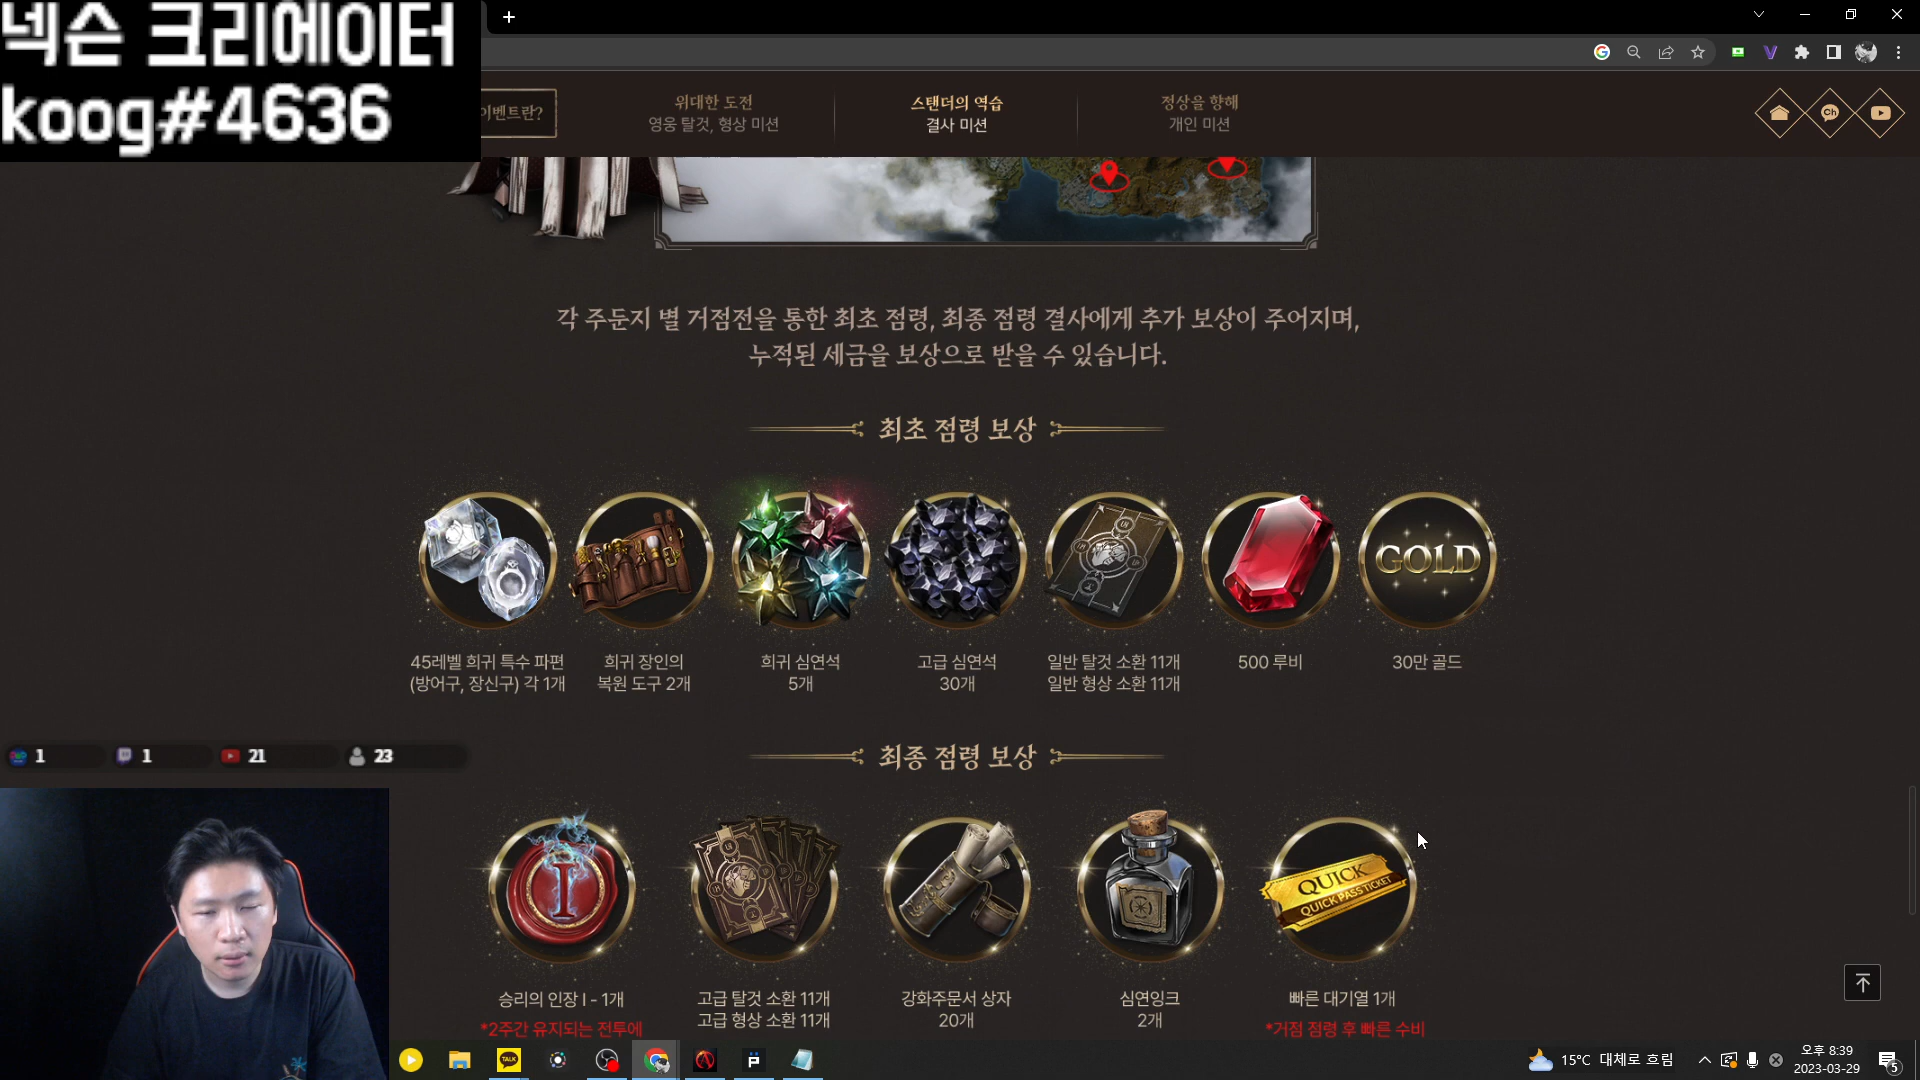 넥슨 크리에이터
koog#4636
이벤트란?
위대한 도전
영웅 탈것, 형상 미션
스탠더의 역습
결사 미션
정상을 향해
개인 미션
Ch
각 주둔지 별 거점전을 통한 최초 점령, 최종 점령 결사에게 추가 보상이 주어지며,
누적된 세금을 보상으로 받을 수 있습니다.
최초 점령 보상
GOLD
45레벨 희귀 특수 파편
(방어구, 장신구) 각 1개
희귀 장인의
복원 도구 2개
희귀 심연석
5개
고급 심연석
30개
일반 탈것 소환 11개
일반 형상 소환 11개
500 루비
30만 골드
1
1
21
23
최종 점령 보상
I
QUICK
QUICK PASS TICKET
승리의 인장 I - 1개
*2주간 유지되는 전투에
고급 탈것 소환 11개
고급 형상 소환 11개
강화주문서 상자
20개
심연잉크
2개
빠른 대기열 1개
*거점 점령 후 빠른 수비
TALK
15°C 대체로 흐림
오후 8:39
2023-03-29
5